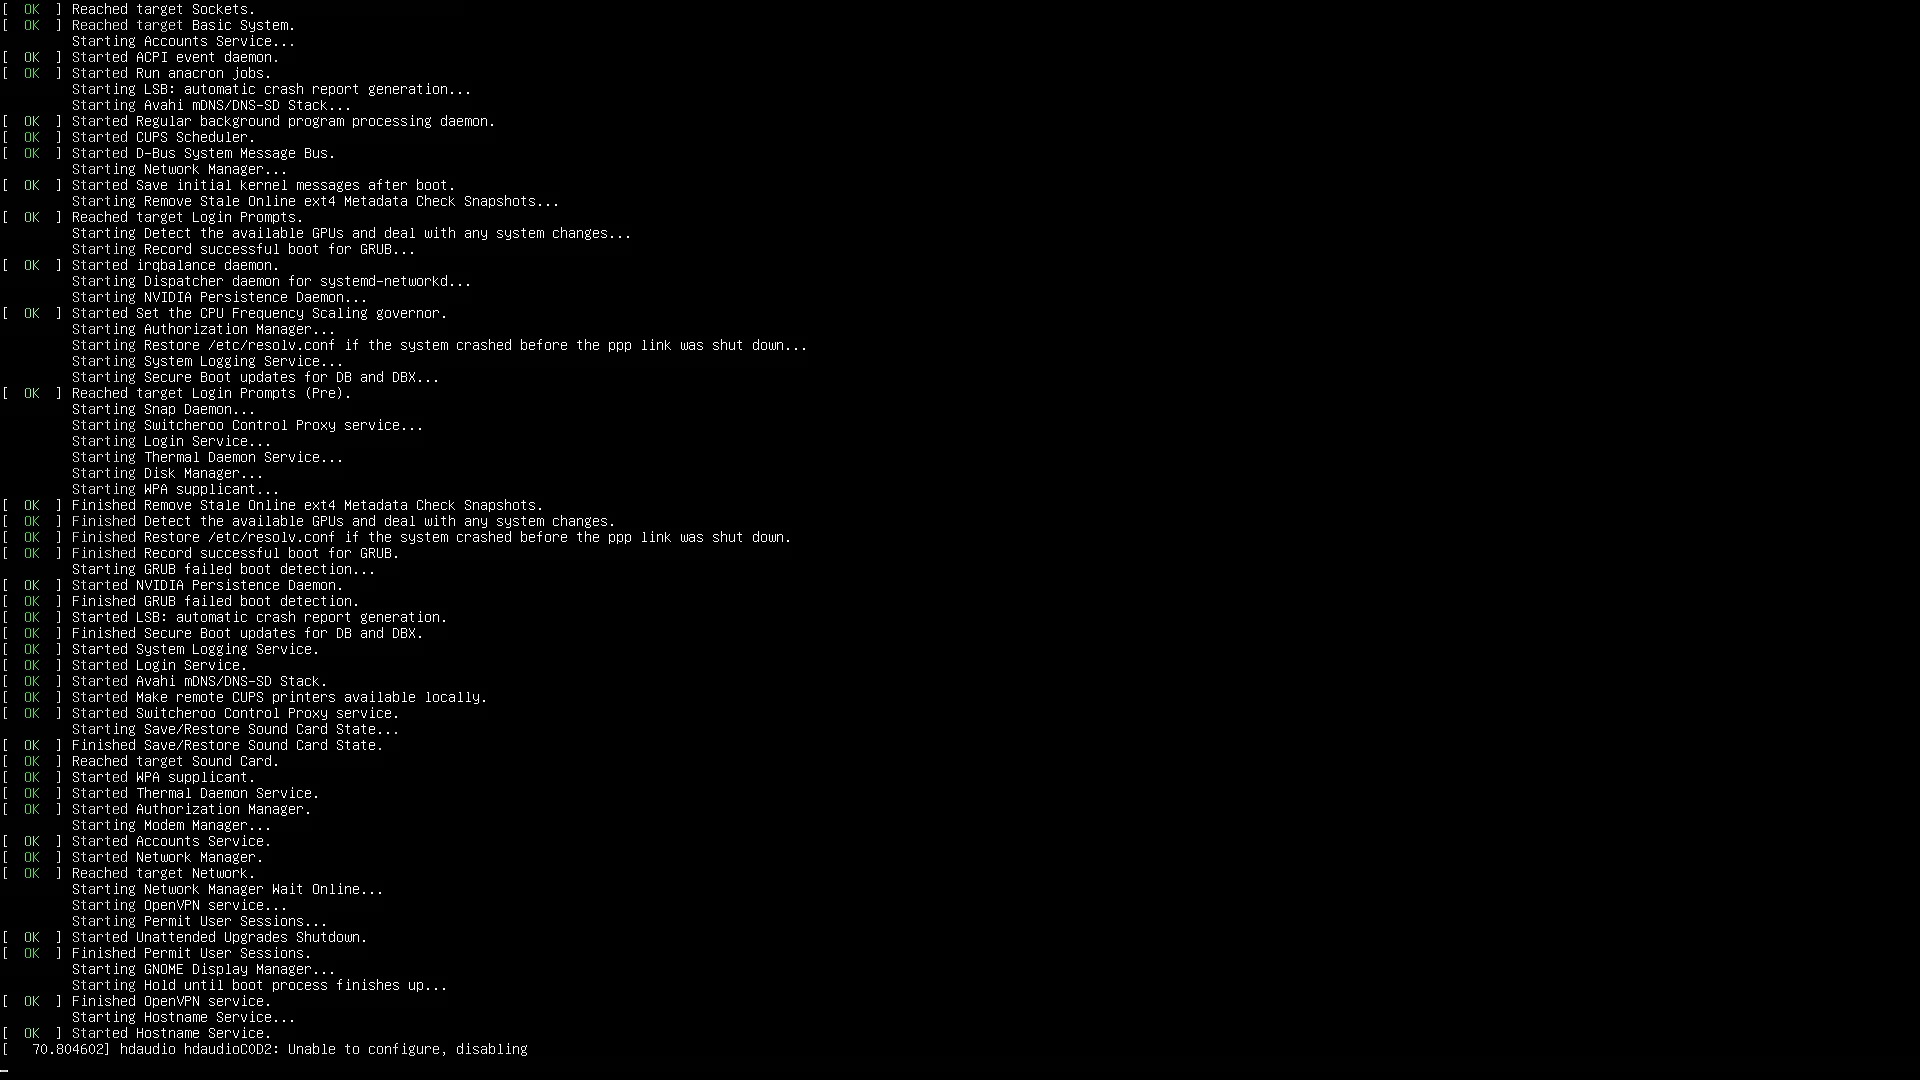 [  OK  ] Reached target Sockets.
[  OK  ] Reached target Basic System.
Starting Accounts Service...
[  OK  ] Started ACPI event daemon.
[  OK  ] Started Run anacron jobs.
Starting LSB: automatic crash report generation...
Starting Avahi mDNS/DNS-SD Stack...
[  OK  ] Started Regular background program processing daemon.
[  OK  ] Started CUPS Scheduler.
[  OK  ] Started D-Bus System Message Bus.
Starting Network Manager...
[  OK  ] Started Save initial kernel messages after boot.
Starting Remove Stale Online ext4 Metadata Check Snapshots...
[  OK  ] Reached target Login Prompts.
Starting Detect the available GPUs and deal with any system changes...
Starting Record successful boot for GRUB...
[  OK  ] Started irqbalance daemon.
Starting Dispatcher daemon for systemd-networkd...
Starting NVIDIA Persistence Daemon...
[  OK  ] Started Set the CPU Frequency Scaling governor.
Starting Authorization Manager...
Starting Restore /etc/resolv.conf if the system crashed before the ppp link was shut down...
Starting System Logging Service...
Starting Secure Boot updates for DB and DBX...
[  OK  ] Reached target Login Prompts (Pre).
Starting Snap Daemon...
Starting Switcheroo Control Proxy service...
Starting Login Service...
Starting Thermal Daemon Service...
Starting Disk Manager...
Starting WPA supplicant...
[  OK  ] Finished Remove Stale Online ext4 Metadata Check Snapshots.
[  OK  ] Finished Detect the available GPUs and deal with any system changes.
[  OK  ] Finished Restore /etc/resolv.conf if the system crashed before the ppp link was shut down.
[  OK  ] Finished Record successful boot for GRUB.
Starting GRUB failed boot detection...
[  OK  ] Started NVIDIA Persistence Daemon.
[  OK  ] Finished GRUB failed boot detection.
[  OK  ] Started LSB: automatic crash report generation.
[  OK  ] Finished Secure Boot updates for DB and DBX.
[  OK  ] Started System Logging Service.
[  OK  ] Started Login Service.
[  OK  ] Started Avahi mDNS/DNS-SD Stack.
[  OK  ] Started Make remote CUPS printers available locally.
[  OK  ] Started Switcheroo Control Proxy service.
Starting Save/Restore Sound Card State...
[  OK  ] Finished Save/Restore Sound Card State.
[  OK  ] Reached target Sound Card.
[  OK  ] Started WPA supplicant.
[  OK  ] Started Thermal Daemon Service.
[  OK  ] Started Authorization Manager.
Starting Modem Manager...
[  OK  ] Started Accounts Service.
[  OK  ] Started Network Manager.
[  OK  ] Reached target Network.
Starting Network Manager Wait Online...
Starting OpenVPN service...
Starting Permit User Sessions...
[  OK  ] Started Unattended Upgrades Shutdown.
[  OK  ] Finished Permit User Sessions.
Starting GNOME Display Manager...
Starting Hold until boot process finishes up...
[  OK  ] Finished OpenVPN service.
Starting Hostname Service...
[  OK  ] Started Hostname Service.
[   70.804602] hdaudio hdaudioC0D2: Unable to configure, disabling